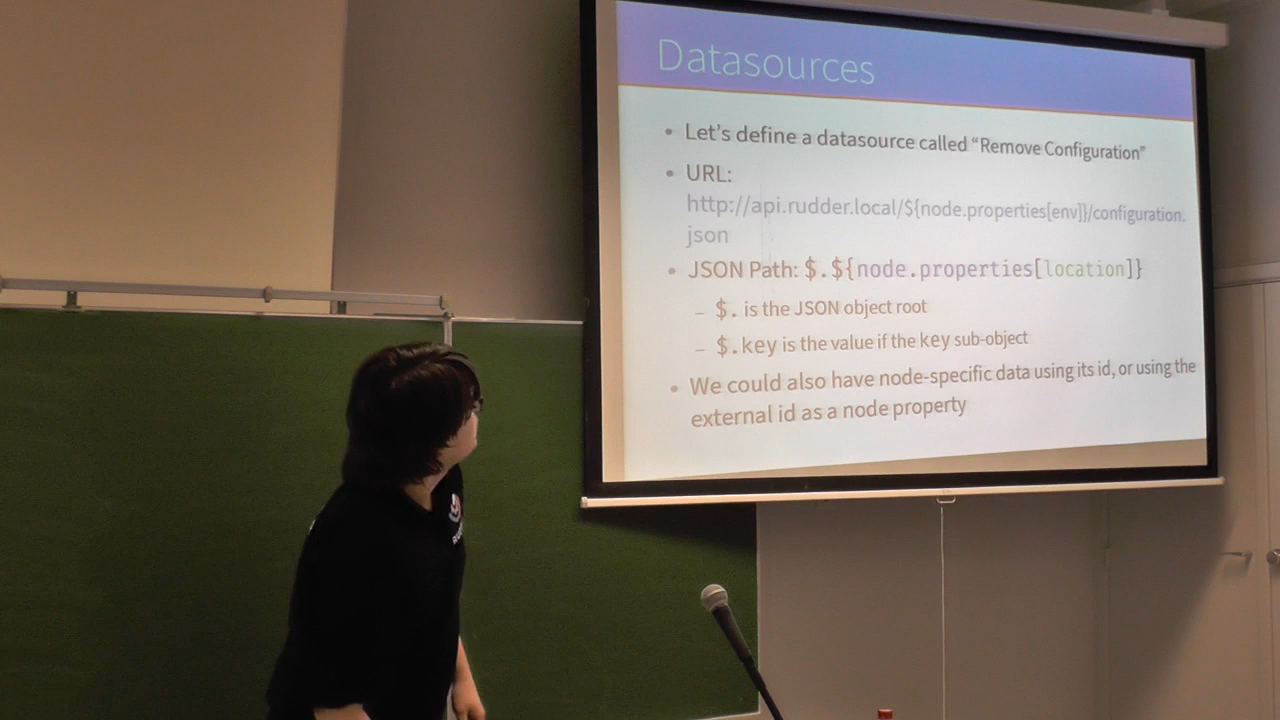 Datasources
• Let's define a datasource called “Remove Configuration”
• URL:
http://api.rudder.local/${node.properties[env]}/configuration.
json
• JSON Path: $.${node.properties[location]}
– $. is the JSON object root
– $.key is the value if the key sub-object
• We could also have node-specific data using its id, or using the
external id as a node property